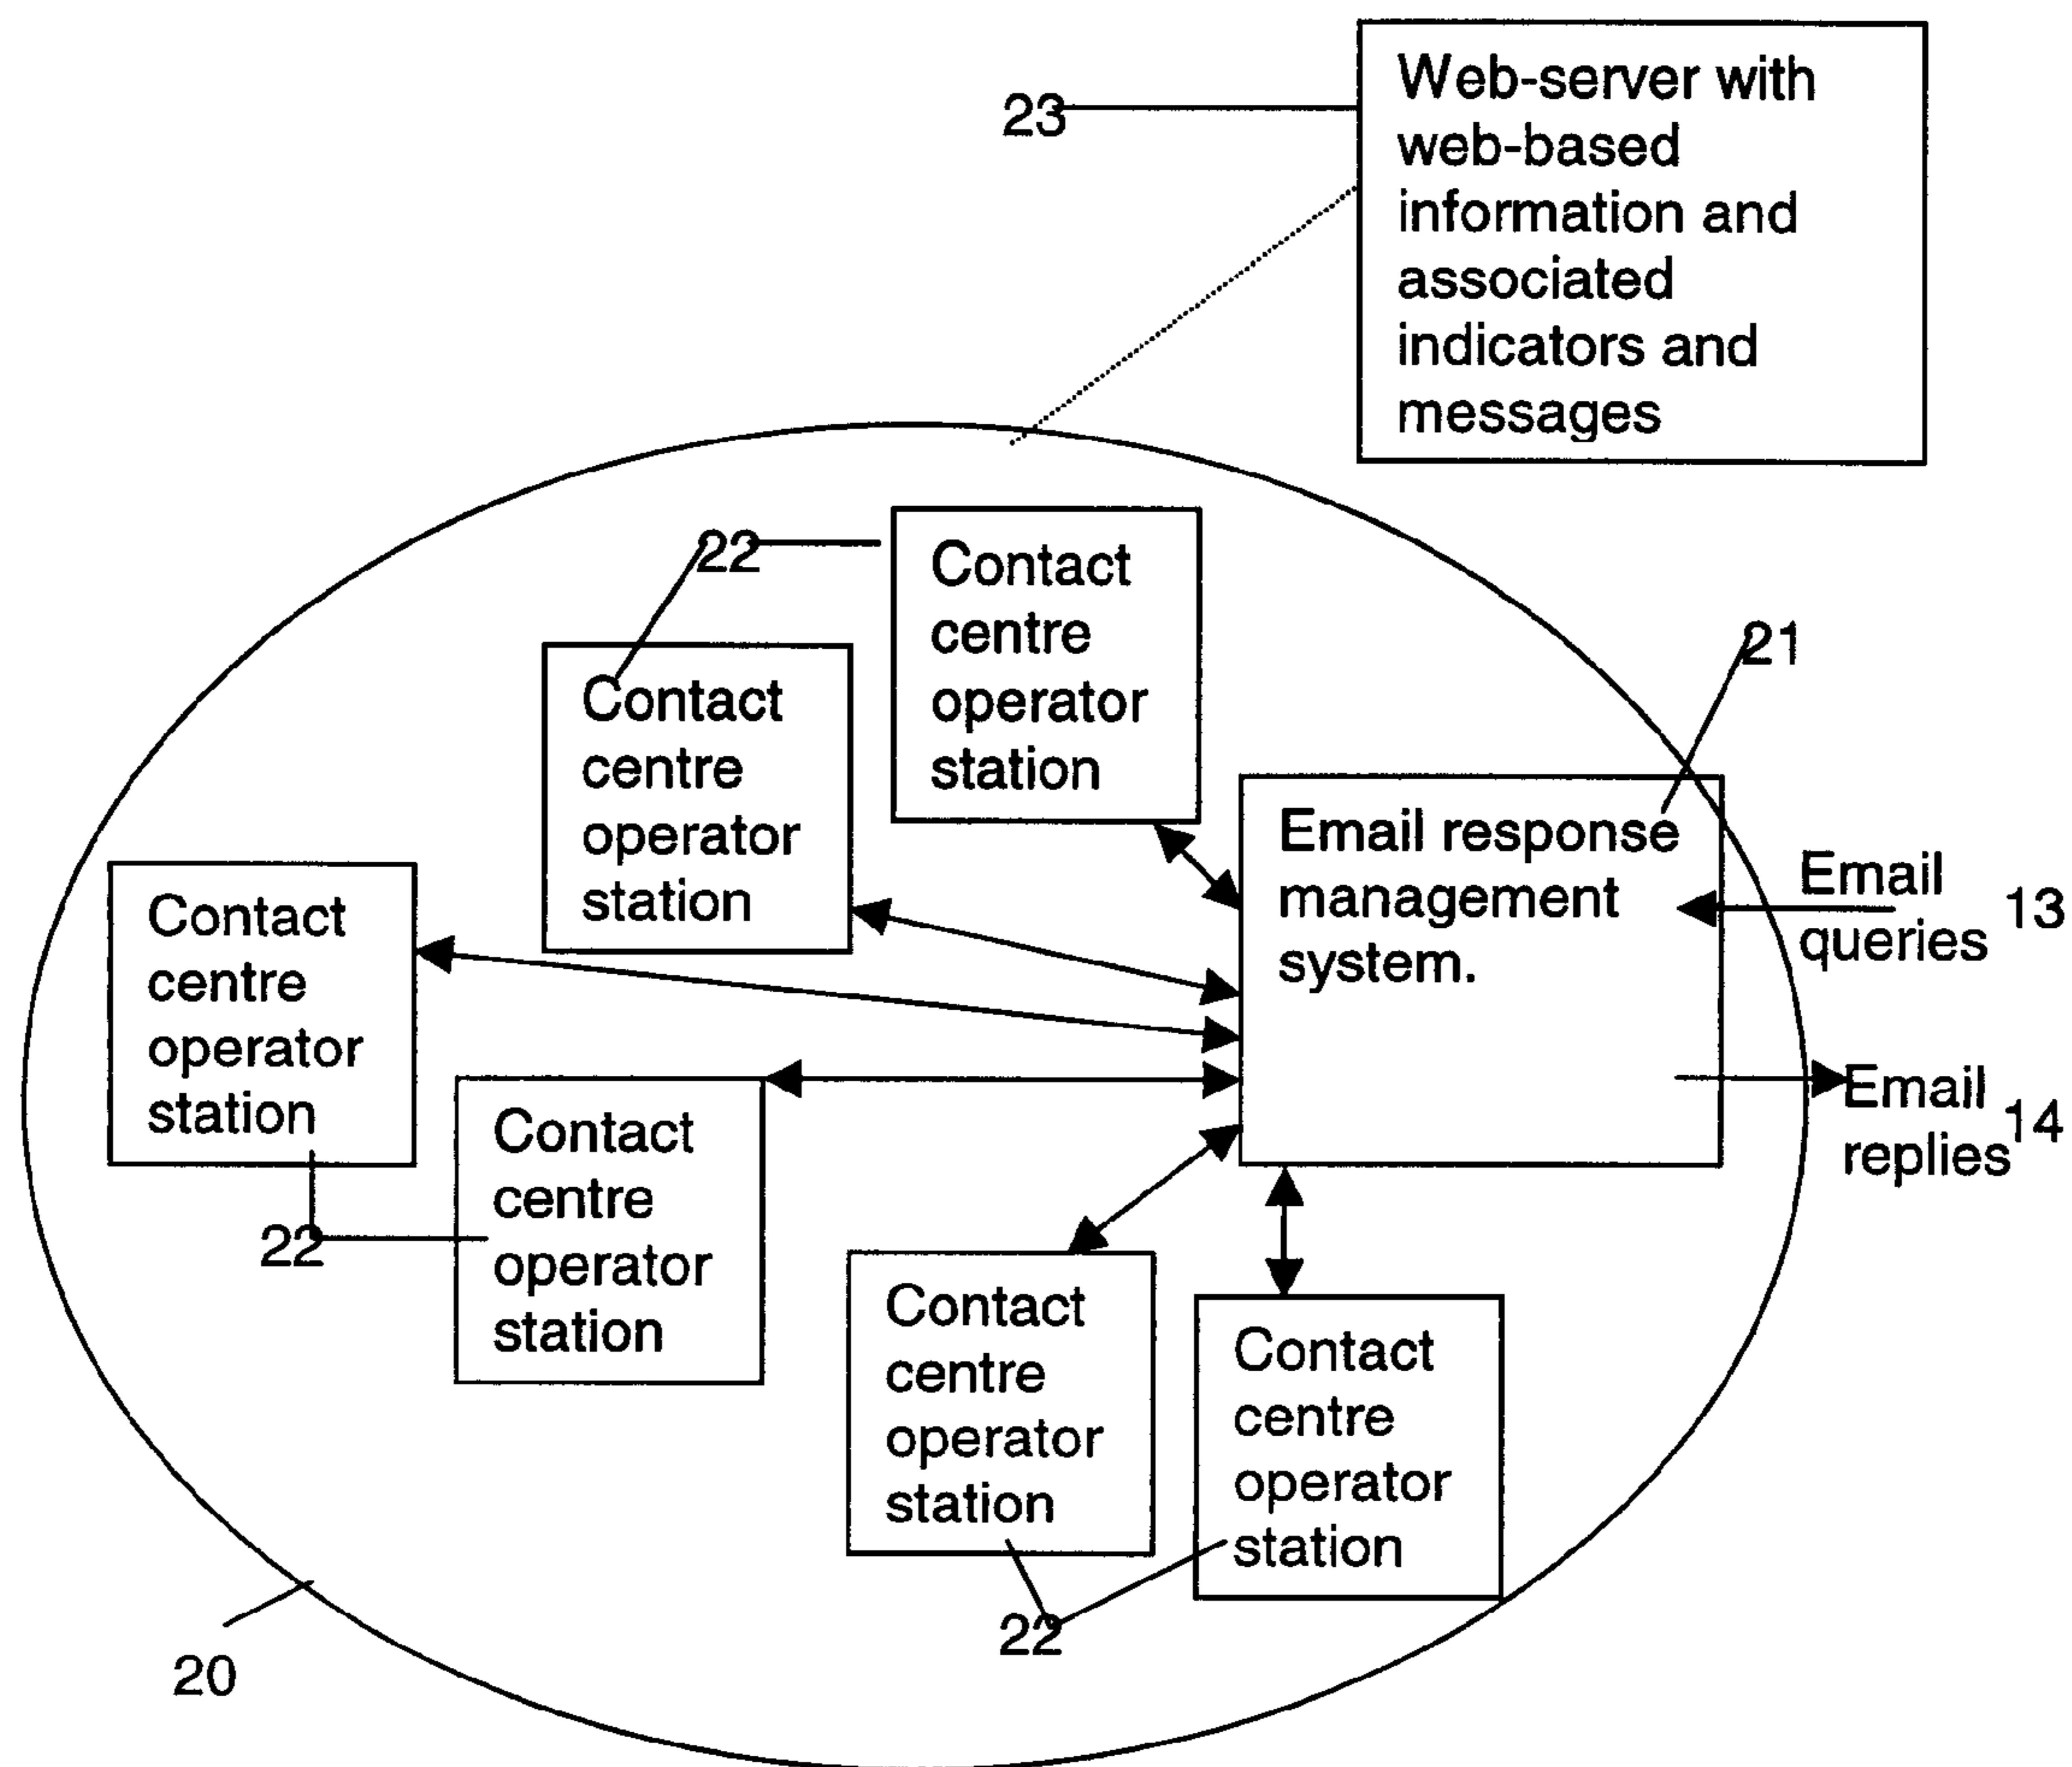 23
Web-server with
web-based
information and
associated
indicators and
messages
22
Contact
centre
operator
station
Contact
centre
operator
station
21
Email response
management
system.
Email
queries
13
Contact
centre
operator
station
Email
replies
14
22
Contact
centre
operator
station
Contact
centre
operator
station
Contact
centre
operator
station
22
20